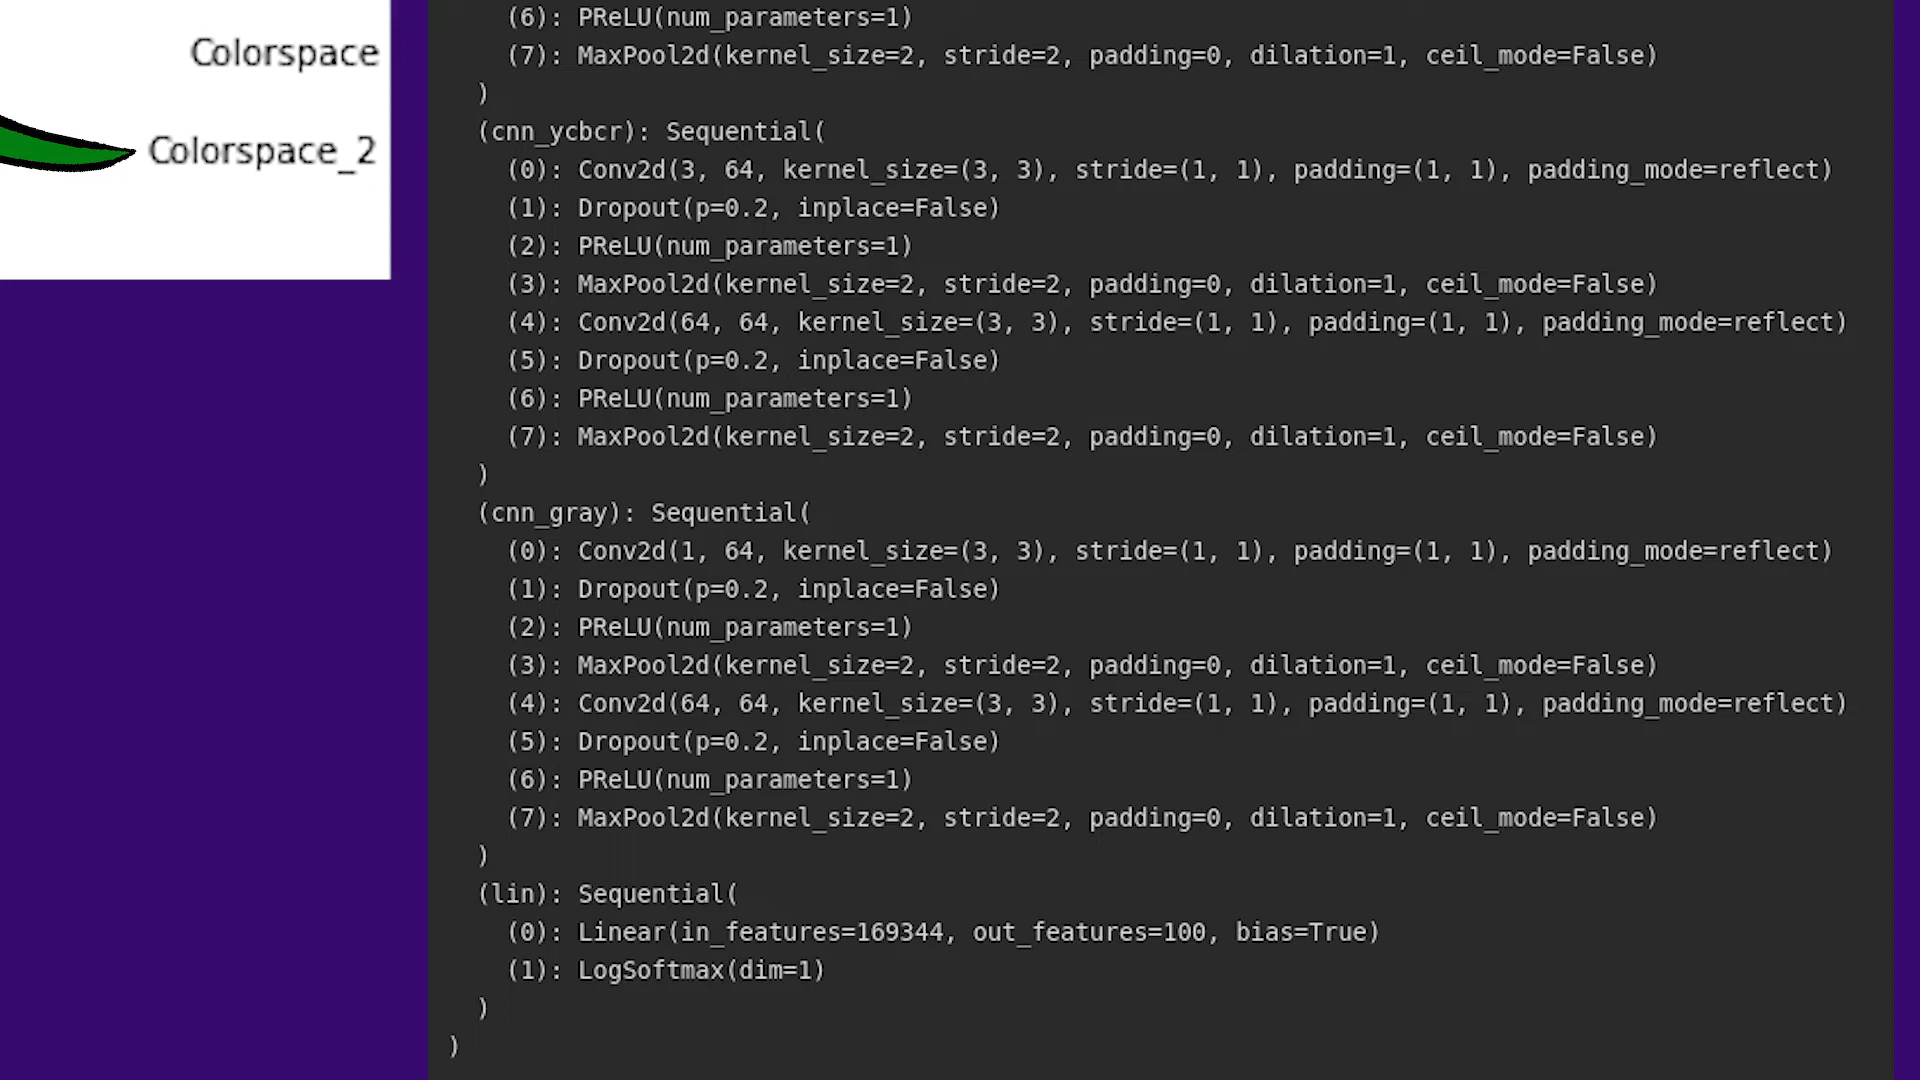 Colorspace
Colorspace_2
(6): PReLU(num_parameters=1)
(7): MaxPool2d(kernel_size=2, stride=2, padding=0, dilation=1, ceil_mode=False)
)
(cnn_ycbcr): Sequential(
(0): Conv2d(3, 64, kernel_size=(3, 3), stride=(1, 1), padding=(1, 1), padding_mode=reflect)
(1): Dropout(p=0.2, inplace=False)
(2): PReLU(num_parameters=1)
(3): MaxPool2d(kernel_size=2, stride=2, padding=0, dilation=1, ceil_mode=False)
(4): Conv2d(64, 64, kernel_size=(3, 3), stride=(1, 1), padding=(1, 1), padding_mode=reflect)
(5): Dropout(p=0.2, inplace=False)
(6): PReLU(num_parameters=1)
(7): MaxPool2d(kernel_size=2, stride=2, padding=0, dilation=1, ceil_mode=False)
)
(cnn_gray): Sequential(
(0): Conv2d(1, 64, kernel_size=(3, 3), stride=(1, 1), padding=(1, 1), padding_mode=reflect)
(1): Dropout(p=0.2, inplace=False)
(2): PReLU(num_parameters=1)
(3): MaxPool2d(kernel_size=2, stride=2, padding=0, dilation=1, ceil_mode=False)
(4): Conv2d(64, 64, kernel_size=(3, 3), stride=(1, 1), padding=(1, 1), padding_mode=reflect)
(5): Dropout(p=0.2, inplace=False)
(6): PReLU(num_parameters=1)
(7): MaxPool2d(kernel_size=2, stride=2, padding=0, dilation=1, ceil_mode=False)
)
(lin): Sequential(
(0): Linear(in_features=169344, out_features=100, bias=True)
(1): LogSoftmax(dim=1)
)
)